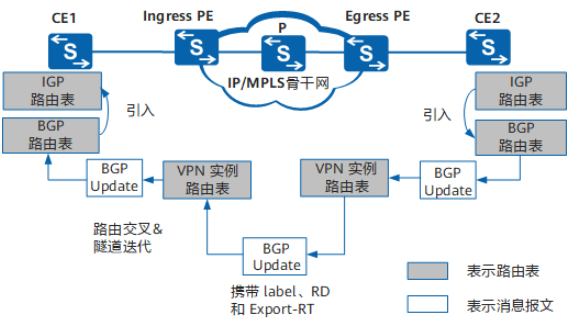 CE1
Ingress PE
P
Egress PE
CE2
S
S
S
S
S
IP/MPLS骨干网
IGP
路由表
引入
BGP
路由表
BGP
Update
VPN 实例
路由表
路由交叉&
隧道迭代
BGP
Update
携带 label、RD
和 Export-RT
VPN 实例
路由表
BGP
Update
IGP
路由表
引入
BGP
路由表
表示路由表
表示消息报文